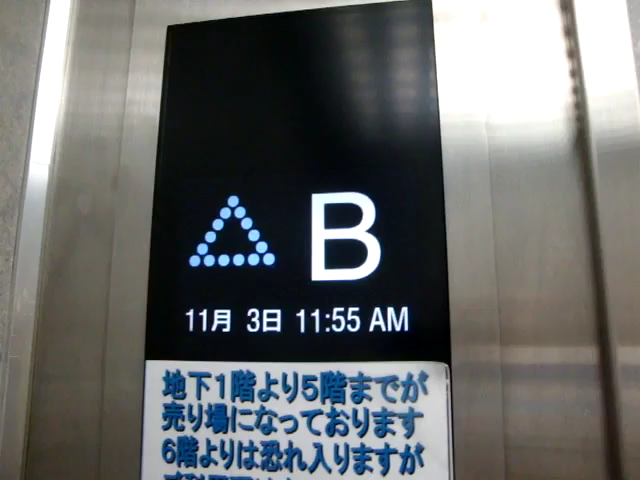 B
11月 3日 11:55 AM
地下1階より5階までが
売り場になっております
6階よりは恐れ入りますが